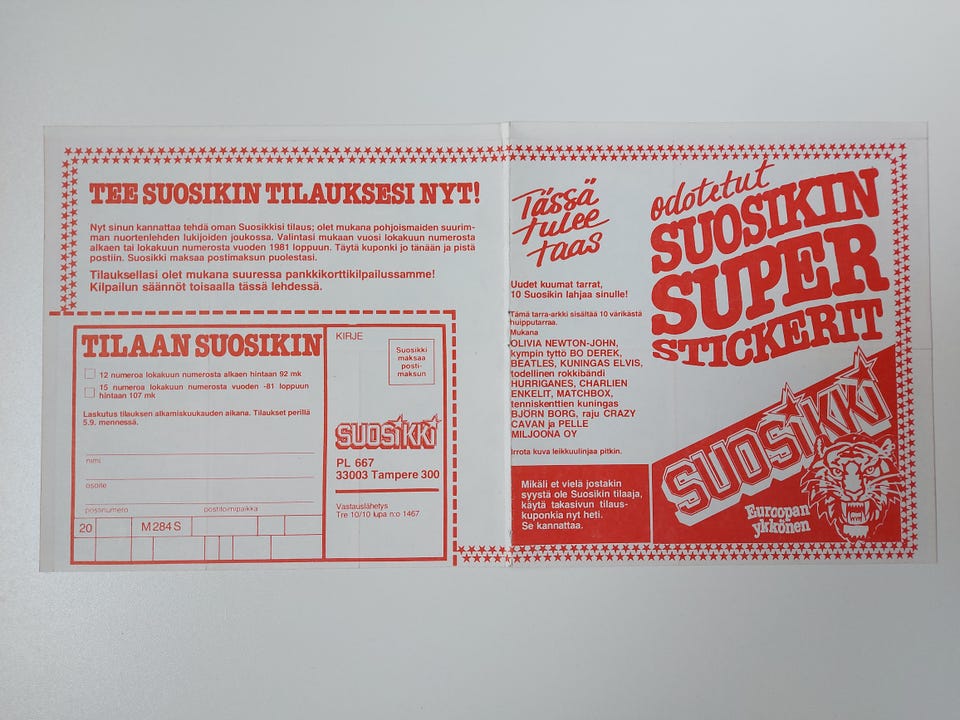 TEE SUOSIKIN TILAUKSESI NYT!
Nyt sinun kannattaa tehdä oman Suosikkisi tilaus; olet mukana pohjoismaiden suurim-
man nuortenlehden lukijoiden joukossa. Valintasi mukaan vuosi lokakuun numerosta
alkaen tai lokakuun numerosta vuoden 1981 loppuun. Täytä kuponki jo tänään ja pistä
postiin. Suosikki maksaa postimaksun puolestasi.
Tilauksellasi olet mukana suuressa pankkikorttikilpailussamme!
Kilpailun säännöt toisaalla tässä lehdessä.
TILAAN SUOSIKIN
12 numeroa lokakuun numerosta alkaen hintaan 92 mk
15 numeroa lokakuun numerosta vuoden -81 loppuun
hintaan 107 mk
Laskutus tilauksen alkamiskuukauden aikana. Tilaukset perillä
5.9. mennessä.
nimi
osoite
postinumero postitoimipaikka
20 M 284 S
KIRJE
Suosikki
maksaa
posti-
maksun
SUOSIKKI
PL 667
33003 Tampere 300
Vastauslähetys
Tre 10/10 lupa n:o 1467
Tässä
tulee
taas
odotetut
SUOSIKIN
SUPER
STICKERIT
Uudet kuumat tarrat,
10 Suosikin lahjaa sinulle!
Tämä tarra-arkki sisältää 10 värikästä
huipputarraa.
Mukana
OLIVIA NEWTON-JOHN,
kympin tyttö BO DEREK,
BEATLES, KUNINGAS ELVIS,
todellinen rokkibändi
HURRIGANES, CHARLIEN
ENKELIT, MATCHBOX,
tenniskenttien kuningas
BJÖRN BORG, raju CRAZY
CAVAN ja PELLE
MILJOONA OY
Irrota kuva leikkuulinjaa pitkin.
Mikäli et vielä jostakin
syystä ole Suosikin tilaaja,
käytä takasivun tilaus-
kuponkia nyt heti.
Se kannattaa.
SUOSIKKI
Euroopan
ykkönen